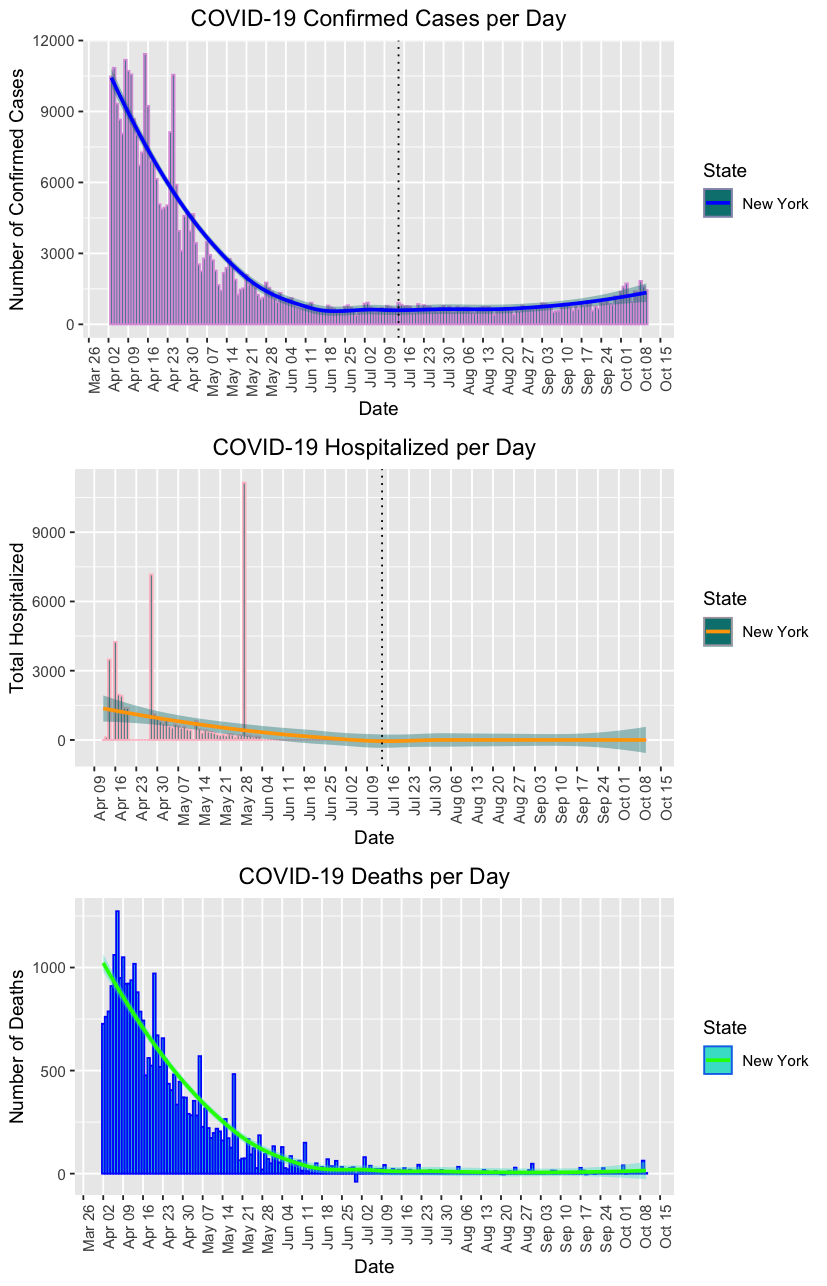 COVID-19 Confirmed Cases per Day
Number of Confirmed Cases
12000
9000
6000
3000
0
Mar 26
Apr 02
Apr 09
Apr 16
Apr 23
Apr 30
May 07
May 14
May 21
May 28
Jun 04
Jun 11
Jun 18
Jun 25
Jul 02
Jul 09
Jul 16
Jul 23
Jul 30
Aug 06
Aug 13
Aug 20
Aug 27
Sep 03
Sep 10
Sep 17
Sep 24
Oct 01
Oct 08
Oct 15
Date
State
New York
COVID-19 Hospitalized per Day
Total Hospitalized
9000
6000
3000
0
Apr 09
Apr 16
Apr 23
Apr 30
May 07
May 14
May 21
May 28
Jun 04
Jun 11
Jun 18
Jun 25
Jul 02
Jul 09
Jul 16
Jul 23
Jul 30
Aug 06
Aug 13
Aug 20
Aug 27
Sep 03
Sep 10
Sep 17
Sep 24
Oct 01
Oct 08
Oct 15
Date
State
New York
COVID-19 Deaths per Day
Number of Deaths
1000
500
0
Mar 26
Apr 02
Apr 09
Apr 16
Apr 23
Apr 30
May 07
May 14
May 21
May 28
Jun 04
Jun 11
Jun 18
Jun 25
Jul 02
Jul 09
Jul 16
Jul 23
Jul 30
Aug 06
Aug 13
Aug 20
Aug 27
Sep 03
Sep 10
Sep 17
Sep 24
Oct 01
Oct 08
Oct 15
Date
State
New York